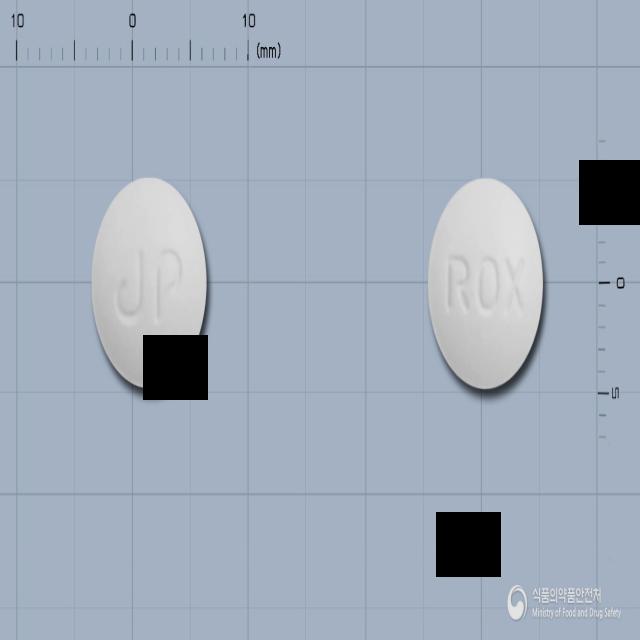 10 0 10 (mm)
JP
ROX
0
5
식품의약품안전처
Ministry of Food and Drug Safety